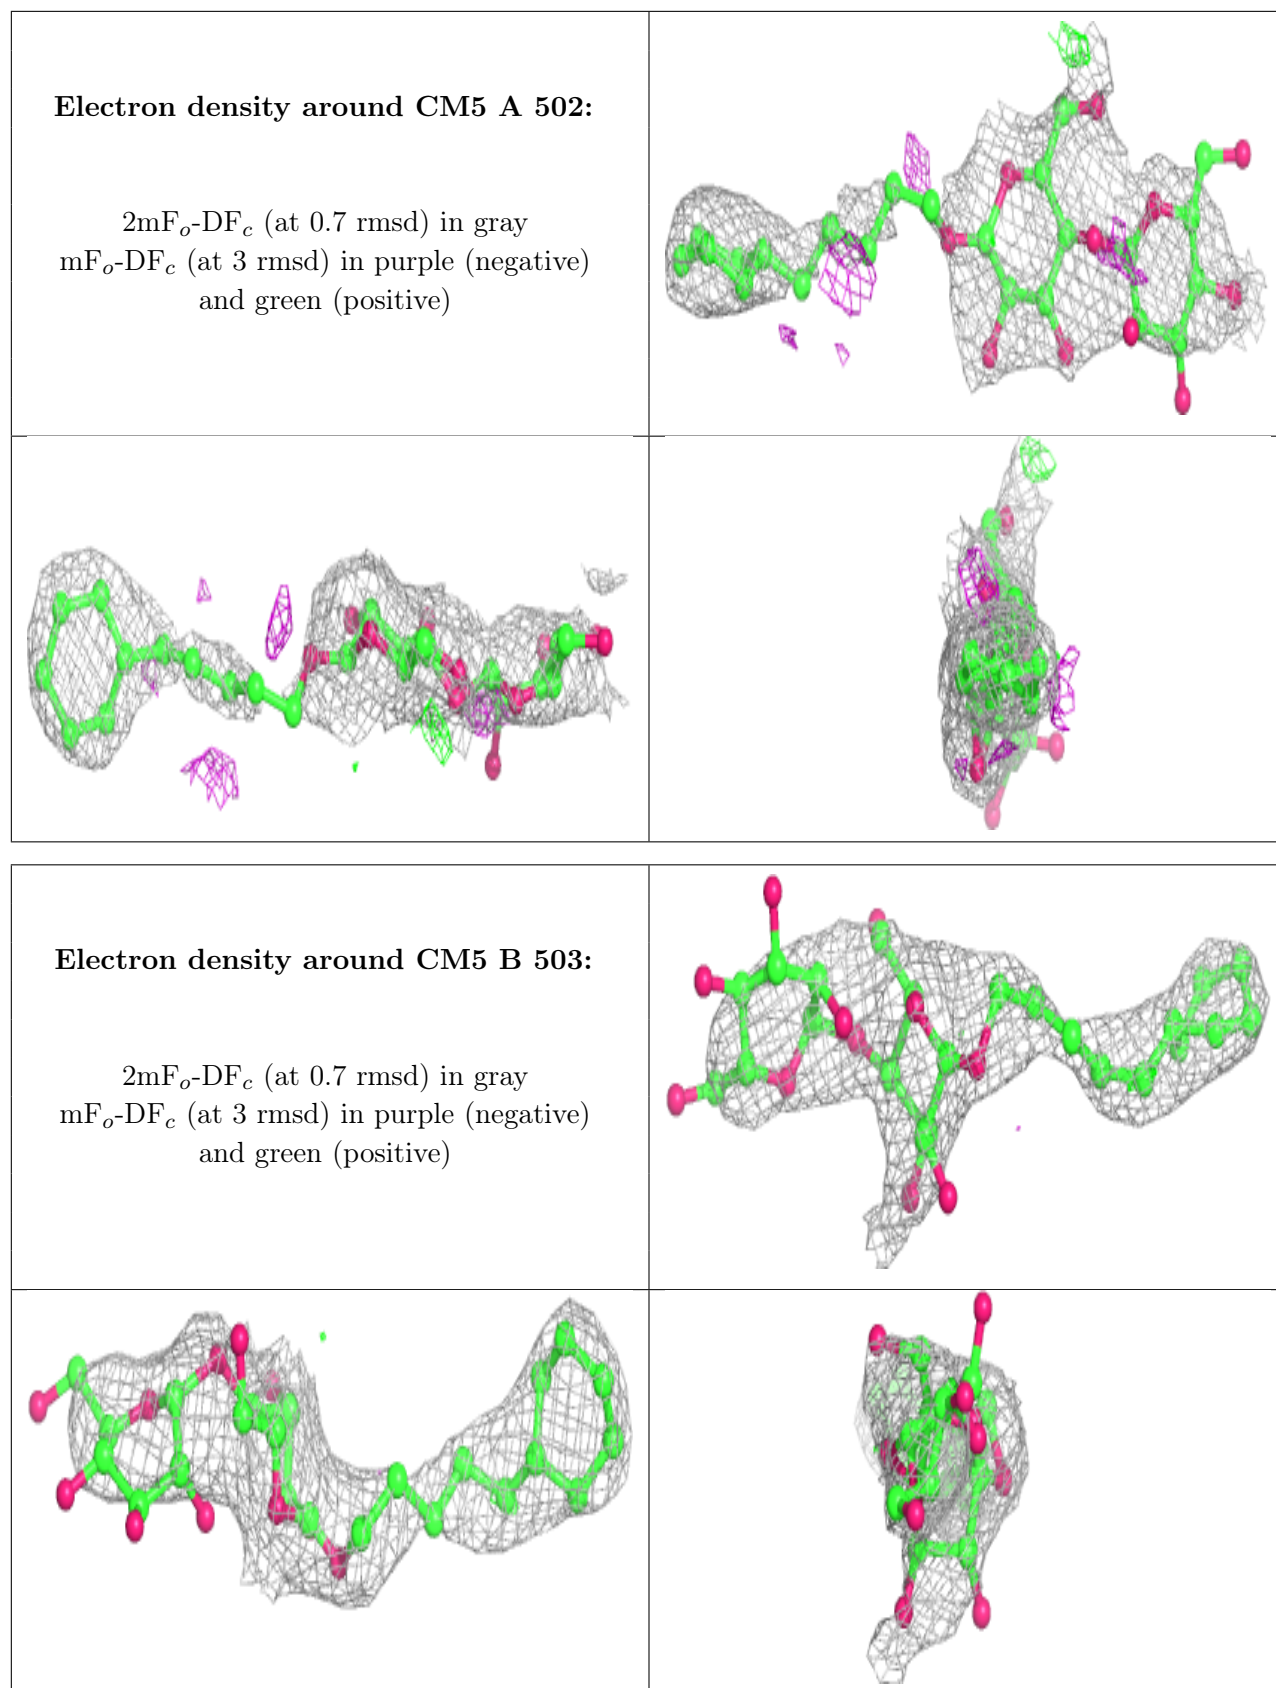 Electron density around CM5 A 502:
2mFo-DFc (at 0.7 rmsd) in gray
mFo-DFc (at 3 rmsd) in purple (negative)
and green (positive)
Electron density around CM5 B 503:
2mFo-DFc (at 0.7 rmsd) in gray
mFo-DFc (at 3 rmsd) in purple (negative)
and green (positive)